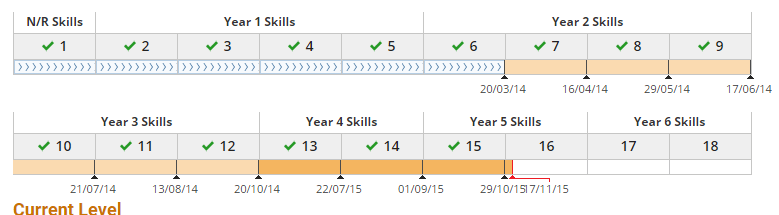 N/R Skills Year 1 Skills Year 2 Skills
1 2 3 4 5 6 7 8 9
20/03/14 16/04/14 29/05/14 17/06/14
Year 3 Skills Year 4 Skills Year 5 Skills Year 6 Skills
10 11 12 13 14 15 16 17 18
21/07/14 13/08/14 20/10/14 22/07/15 01/09/15 29/10/15 17/11/15
Current Level